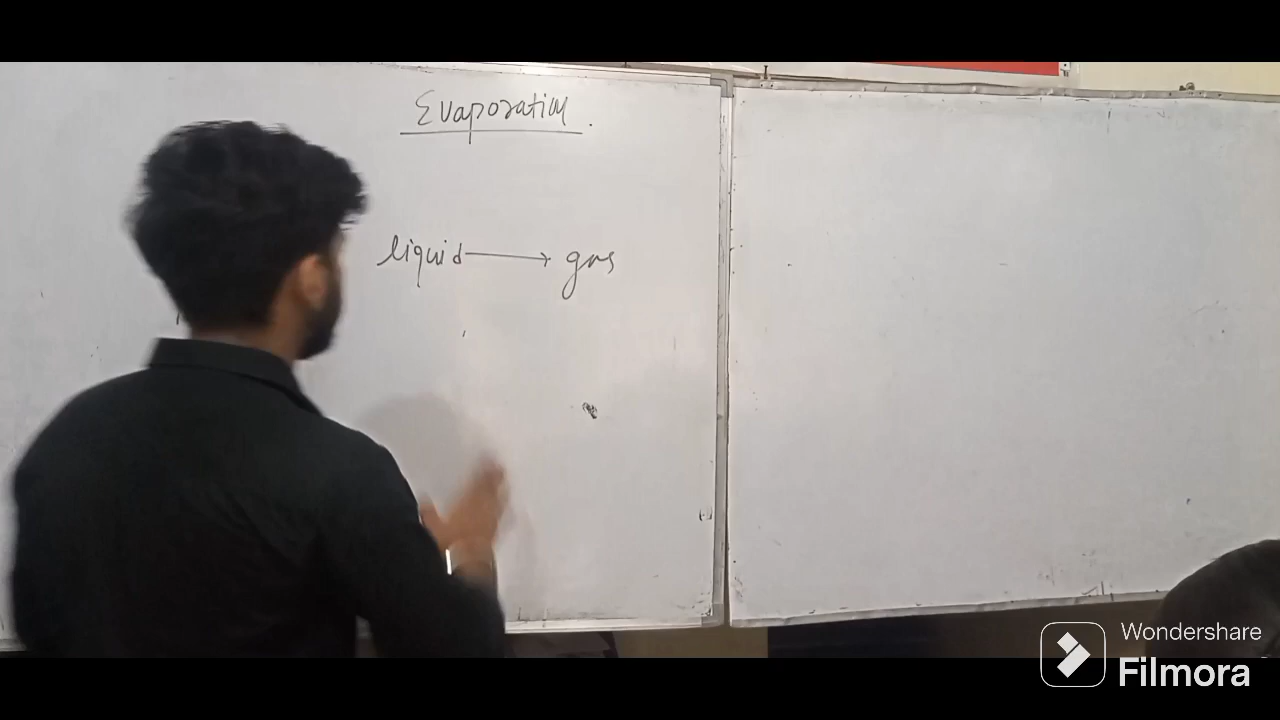 Evaporation.
liquid → gas
Wondershare
Filmora